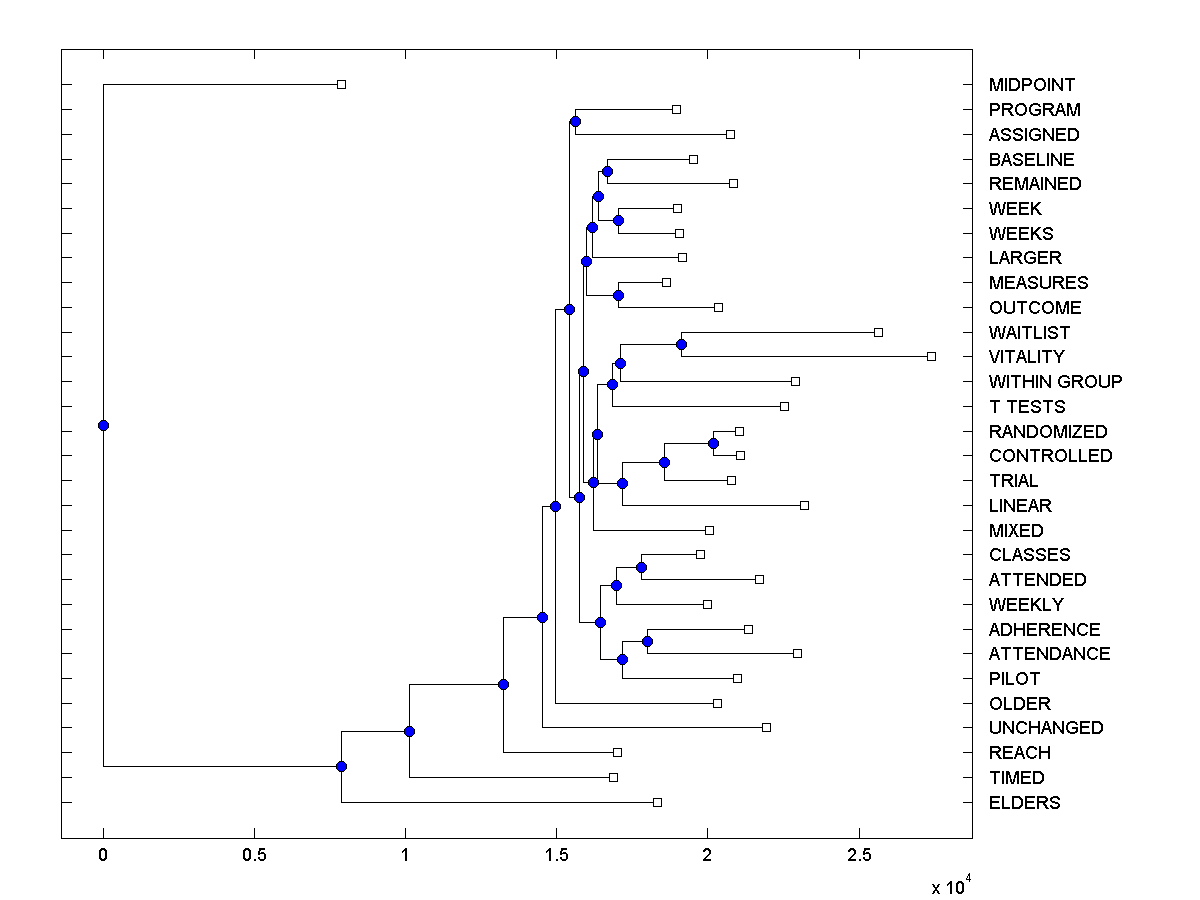 MIDPOINT
PROGRAM
ASSIGNED
BASELINE
REMAINED
WEEK
WEEKS
LARGER
MEASURES
OUTCOME
WAITLIST
VITALITY
WITHIN GROUP
T TESTS
RANDOMIZED
CONTROLLED
TRIAL
LINEAR
MIXED
CLASSES
ATTENDED
WEEKLY
ADHERENCE
ATTENDANCE
PILOT
OLDER
UNCHANGED
REACH
TIMED
ELDERS
0 0.5 1 1.5 2 2.5
x 10^4